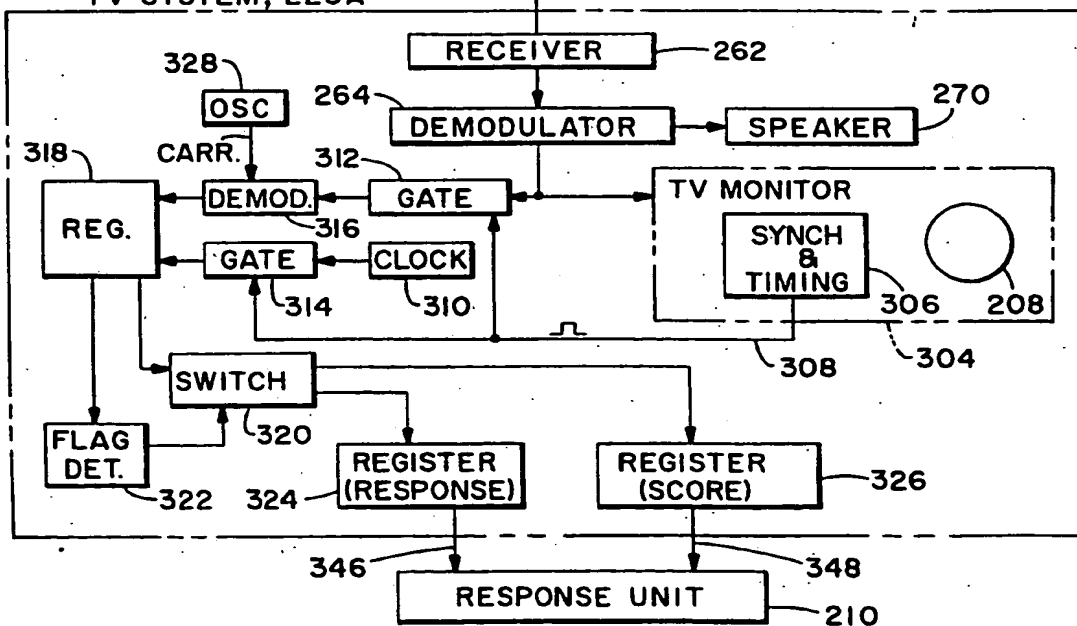 RECEIVER
262
328
264
270
OSC
DEMODULATOR
SPEAKER
318
CARR.
312
TV MONITOR
REG.
DEMOD.
GATE
316
SYNCH
&
TIMING
GATE
CLOCK
314
310
306
208
308
304
SWITCH
320
FLAG
DET.
322
REGISTER
(RESPONSE)
324
REGISTER
(SCORE)
326
346
348
RESPONSE UNIT
210